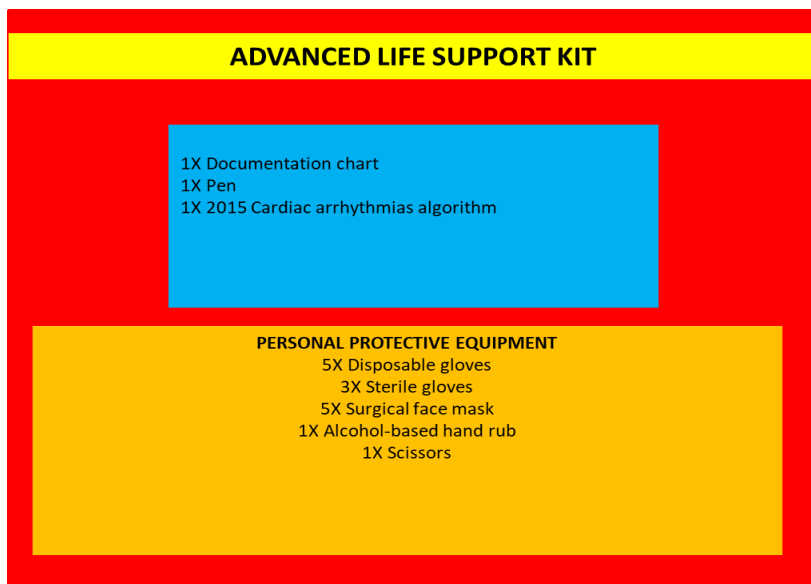 ADVANCED LIFE SUPPORT KIT
1X Documentation chart
1X Pen
1X 2015 Cardiac arrhythmias algorithm
PERSONAL PROTECTIVE EQUIPMENT
5X Disposable gloves
3X Sterile gloves
5X Surgical face mask
1X Alcohol-based hand rub
1X Scissors